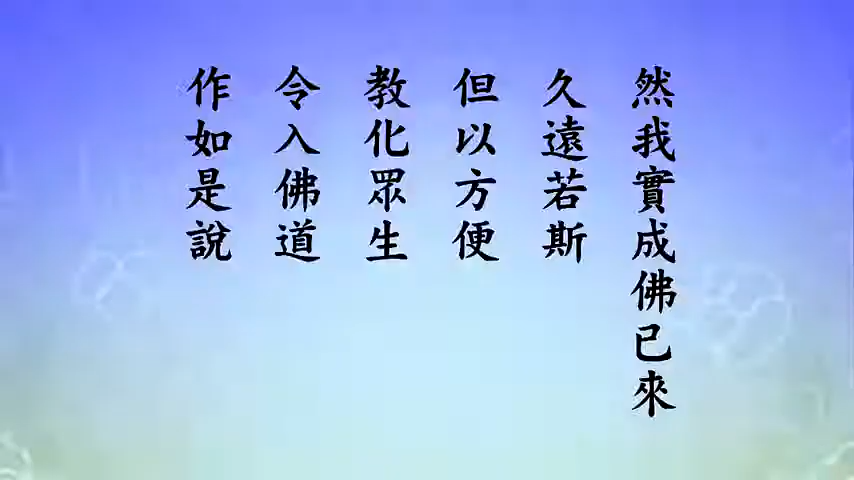 然我實成佛已來
久遠若斯
但以方便
教化眾生
令入佛道
作如是說